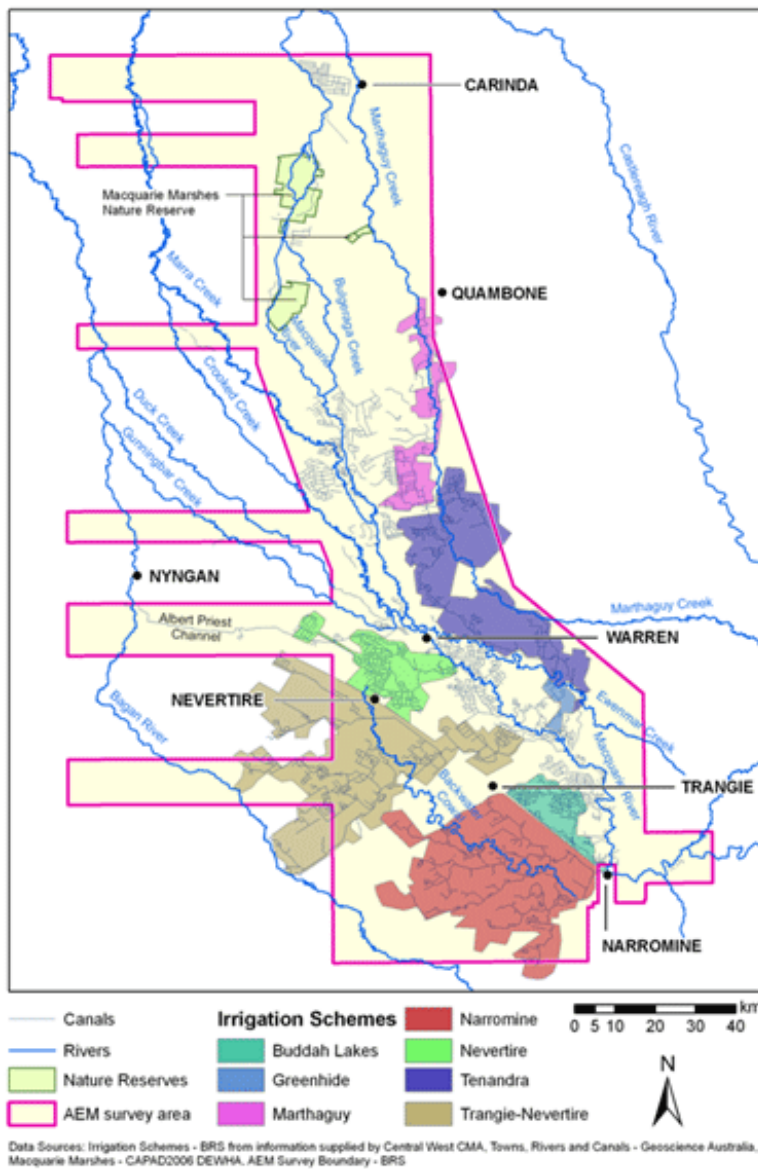 CARINDA
Marthaguy Creek
Castlereagh River
Macquarie Marshes
Nature Reserve
Marra Creek
QUAMBONE
Bulgeraga Creek
Macquarie
River
Crooked Creek
Duck Creek
Gunningbar Creek
NYNGAN
Marthaguy Creek
Albert Priest
Channel
WARREN
NEVERTIRE
Ewenmar Creek
Bagan River
Macquarie River
TRANGIE
Backwater
Cowal
NARROMINE
Canals
Rivers
Nature Reserves
AEM survey area
Irrigation Schemes
Buddah Lakes
Greenhide
Marthaguy
Narromine
Nevertire
Tenandra
Trangie-Nevertire
km
0 5 10 20 30 40
N
Data Sources: Irrigation Schemes - BRS from information supplied by Central West CMA, Towns, Rivers and Canals - Geoscience Australia,
Macquarie Marshes - CAPAD2006 DEWHA. AEM Survey Boundary - BRS